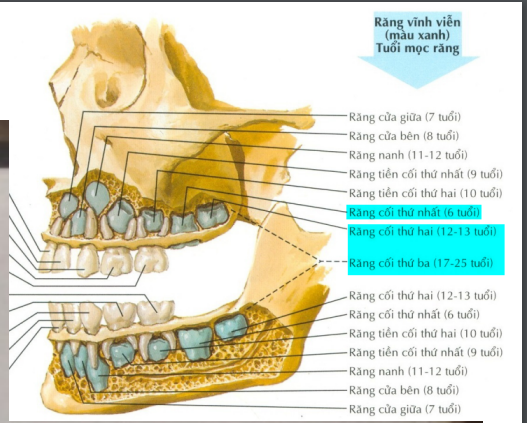 Răng vĩnh viễn
(màu xanh)
Tuổi mọc răng
Răng cửa giữa (7 tuổi)
Răng cửa bên (8 tuổi)
Răng nanh (11-12 tuổi)
Răng tiền cối thứ nhất (9 tuổi)
Răng tiền cối thứ hai (10 tuổi)
Răng cối thứ nhất (6 tuổi)
Răng cối thứ hai (12-13 tuổi)
Răng cối thứ ba (17-25 tuổi)
Răng cối thứ hai (12-13 tuổi)
Răng cối thứ nhất (6 tuổi)
Răng tiền cối thứ hai (10 tuổi)
Răng tiền cối thứ nhất (9 tuổi)
Răng nanh (11-12 tuổi)
Răng cửa bên (8 tuổi)
Răng cửa giữa (7 tuổi)